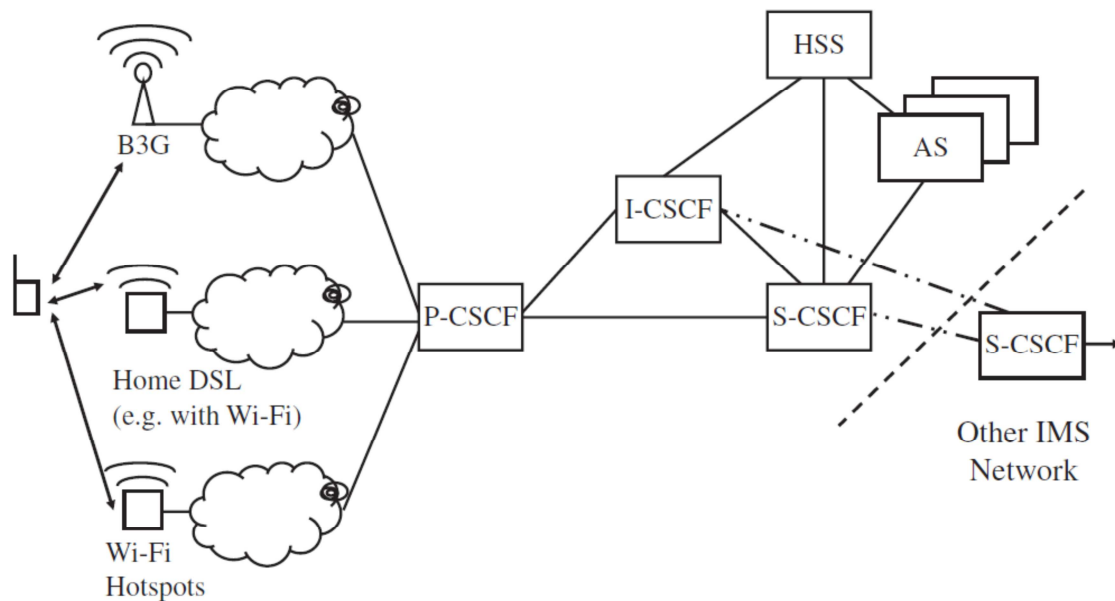 HSS
B3G
AS
I-CSCF
P-CSCF
S-CSCF
S-CSCF
Home DSL
(e.g. with Wi-Fi)
Other IMS
Network
Wi-Fi
Hotspots